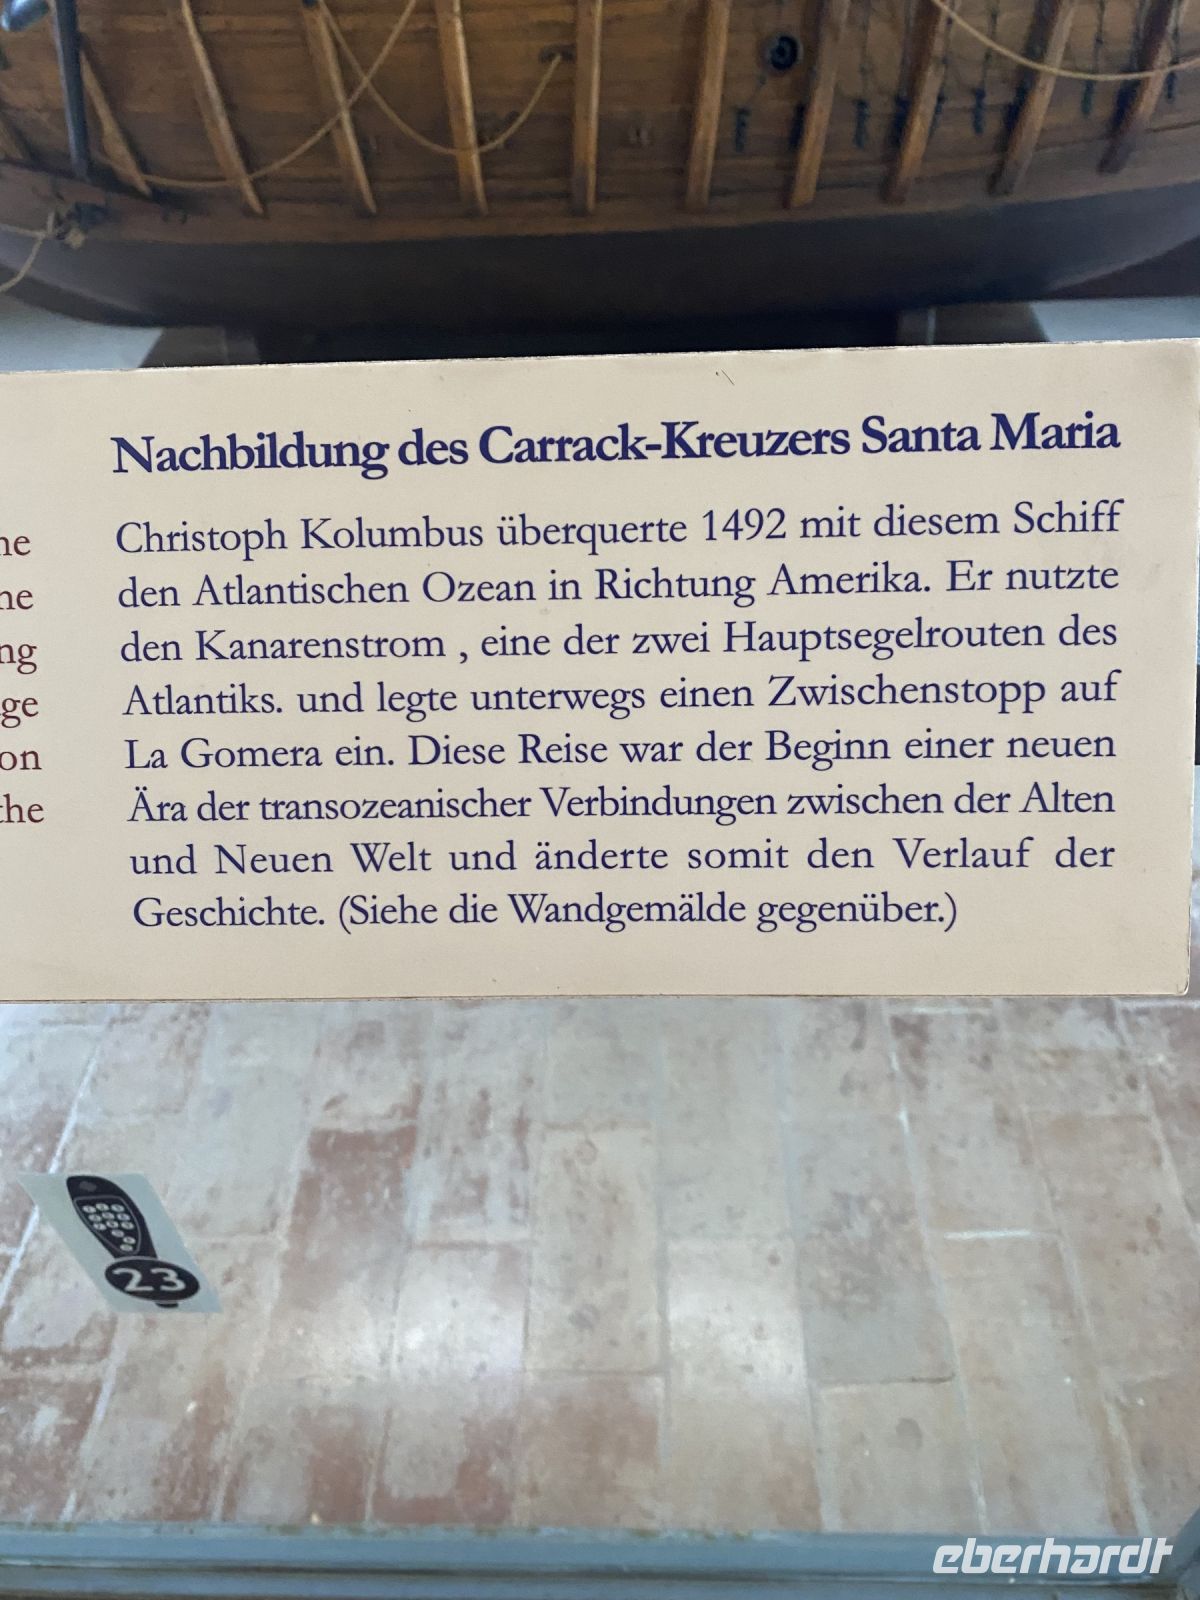 Nachbildung des Carrack-Kreuzers Santa Maria
Christoph Kolumbus überquerte 1492 mit diesem Schiff
den Atlantischen Ozean in Richtung Amerika. Er nutzte
den Kanarenstrom , eine der zwei Hauptsegelrouten des
Atlantiks. und legte unterwegs einen Zwischenstopp auf
La Gomera ein. Diese Reise war der Beginn einer neuen
Ära der transozeanischer Verbindungen zwischen der Alten
und Neuen Welt und änderte somit den Verlauf der
Geschichte. (Siehe die Wandgemälde gegenüber.)
23
eberhardt